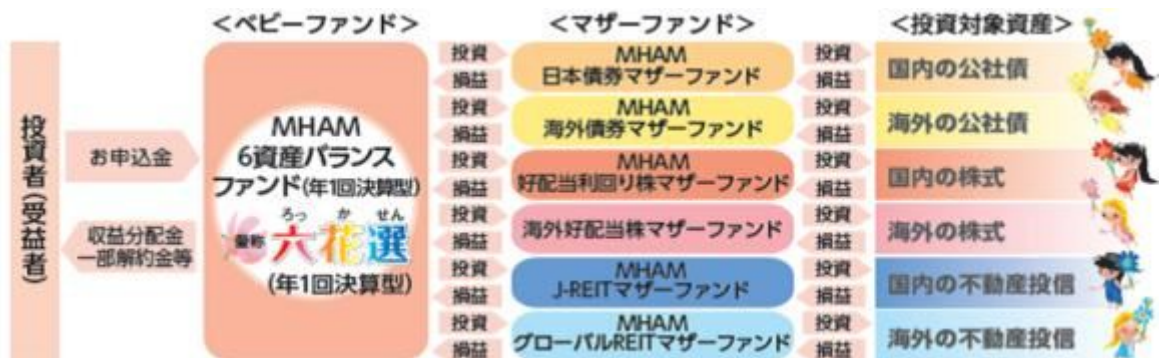 <ベビーファンド>
<マザーファンド>
<投資対象資産>
投資者(受益者)
お申込金
収益分配金
一部解約金等
MHAM
6資産バランス
ファンド(年1回決算型)
ろっ か せん
愛称 六花選
(年1回決算型)
投資
損益
MHAM
日本債券マザーファンド
投資
損益
国内の公社債
投資
損益
MHAM
海外債券マザーファンド
投資
損益
海外の公社債
投資
損益
MHAM
好配当利回り株マザーファンド
投資
損益
国内の株式
投資
損益
海外好配当株マザーファンド
投資
損益
海外の株式
投資
損益
MHAM
J-REITマザーファンド
投資
損益
国内の不動産投信
投資
損益
MHAM
グローバルREITマザーファンド
投資
損益
海外の不動産投信